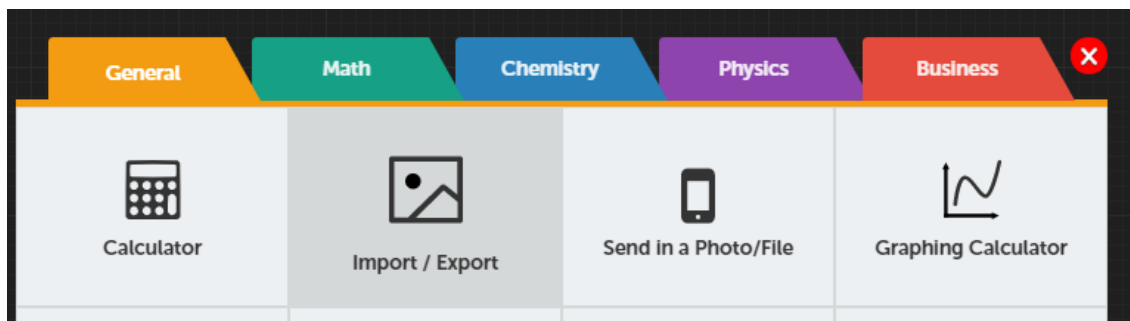 General
Math
Chemistry
Physics
Business
Calculator
Import / Export
Send in a Photo/File
Graphing Calculator